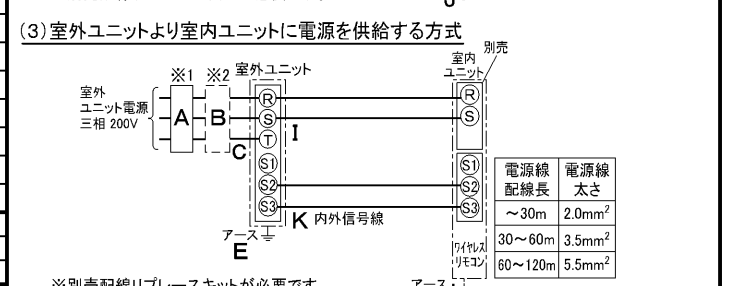 (3)室外ユニットより室内ユニットに電源を供給する方式
※1 ※2 室外ユニット
室内
ユニット
別売
室外
ユニット電源
三相 200V
A B C
R
S
T
S1
S2
S3
I
K 内外信号線
アース
E
R
S
S1
S2
S3
ワイヤレス
リモコン
電源線
配線長
電源線
太さ
～30m 2.0mm²
30～60m 3.5mm²
60～120m 5.5mm²
※別売配線リプレースキットが必要です
アース